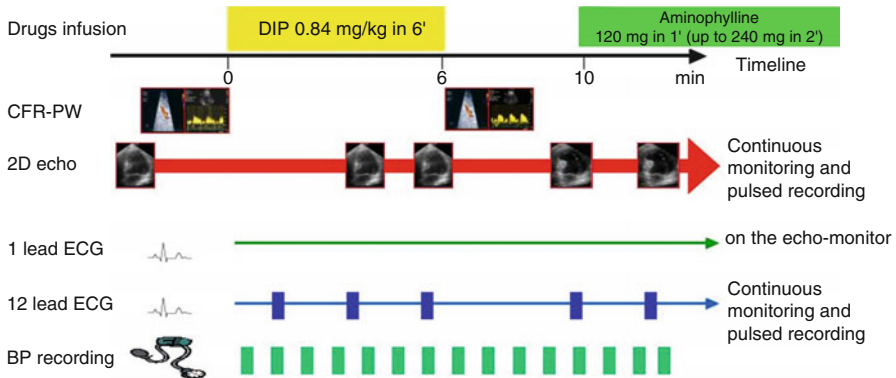 Drugs infusion
DIP 0.84 mg/kg in 6'
Aminophylline
120 mg in 1' (up to 240 mg in 2')
0
6
10
min
Timeline
CFR-PW
2D echo
Continuous
monitoring and
pulsed recording
1 lead ECG
on the echo-monitor
12 lead ECG
Continuous
monitoring and
pulsed recording
BP recording